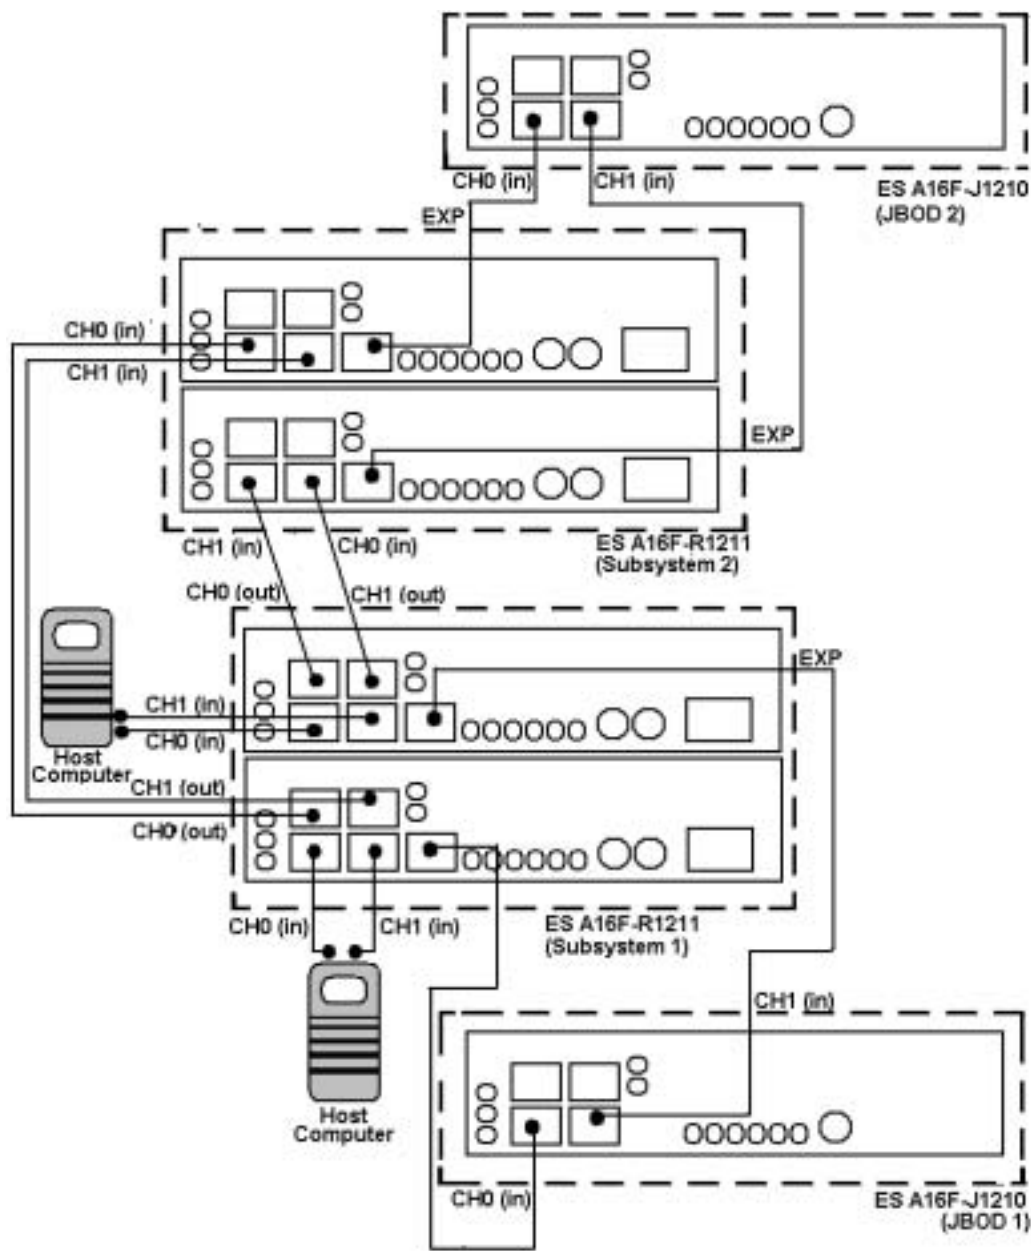 CH0 (in)
CH1 (in)
ES A16F-J1210
(JBOD 2)
EXP
CH0 (in)
CH1 (in)
EXP
CH1 (in)
CH0 (in)
ES A16F-R1211
(Subsystem 2)
CH0 (out)
CH1 (out)
EXP
CH1 (in)
CH0 (in)
Host
Computer
CH1 (out)
CH0 (out)
CH0 (in)
CH1 (in)
ES A16F-R1211
(Subsystem 1)
CH1 (in)
Host
Computer
CH0 (in)
ES A16F-J1210
(JBOD 1)